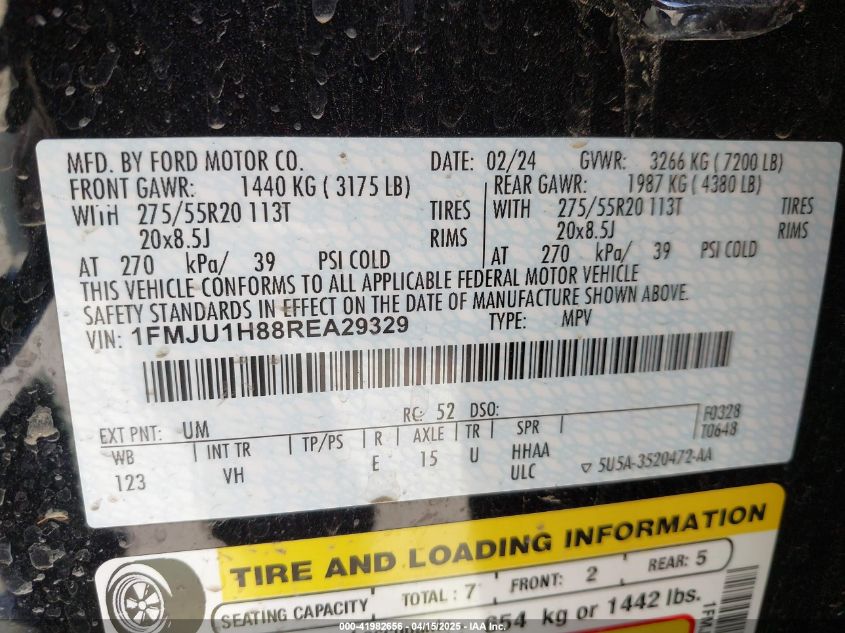 MFD. BY FORD MOTOR CO. DATE: 02/24 GVWR: 3266 KG ( 7200 LB)
FRONT GAWR: 1440 KG ( 3175 LB) REAR GAWR: 1987 KG ( 4380 LB)
WITH 275/55R20 113T TIRES WITH 275/55R20 113T TIRES
20x8.5J RIMS 20x8.5J RIMS
AT 270 kPa/ 39 PSI COLD AT 270 kPa/ 39 PSI COLD
THIS VEHICLE CONFORMS TO ALL APPLICABLE FEDERAL MOTOR VEHICLE
SAFETY STANDARDS IN EFFECT ON THE DATE OF MANUFACTURE SHOWN ABOVE.
VIN: 1FMJU1H88REA29329 TYPE: MPV
EXT PNT: UM RC: 52 DSO: F0328
T0648
WB INT TR TP/PS R AXLE TR SPR
123 VH E 15 U HHAA
ULC 5U5A-3520472-AA
TIRE AND LOADING INFORMATION
SEATING CAPACITY TOTAL: 7 FRONT: 2 REAR: 5
kg or 1442 lbs.
1FM
000-41982656 - 04/15/2025 - IAA Inc.